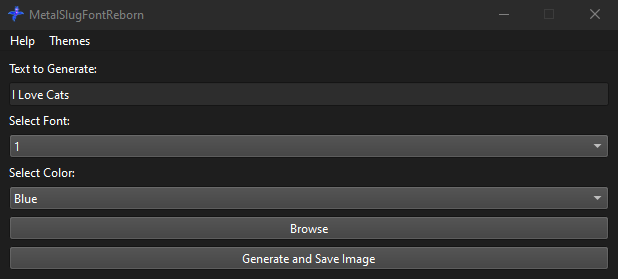 MetalSlugFontReborn
Help Themes
Text to Generate:
I Love Cats
Select Font:
1
Select Color:
Blue
Browse
Generate and Save Image